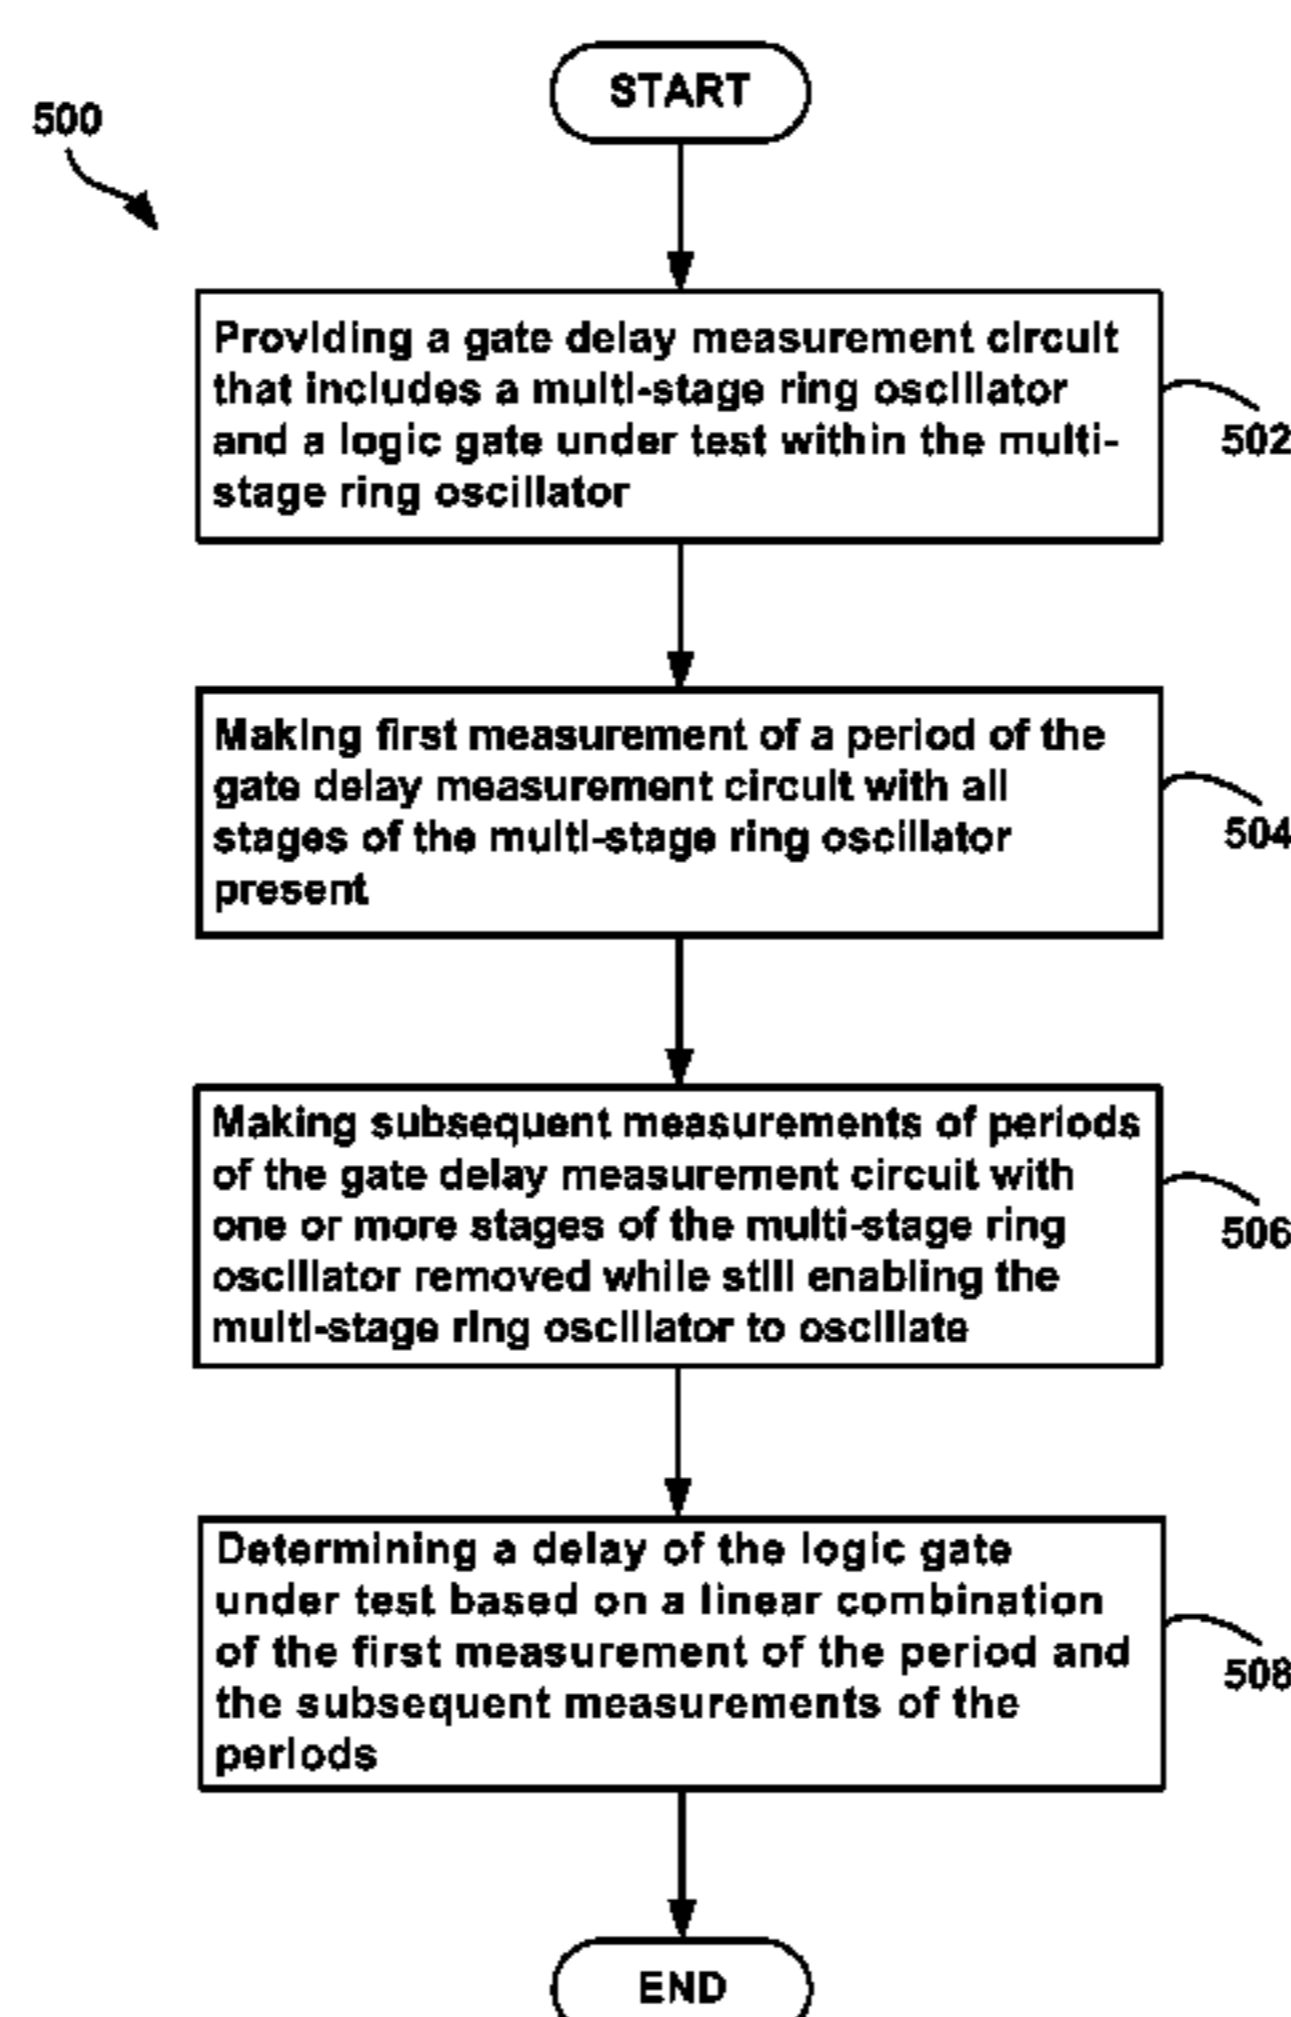 START
500
Providing a gate delay measurement circuit
that includes a multi-stage ring oscillator
and a logic gate under test within the multi-
stage ring oscillator
502
Making first measurement of a period of the
gate delay measurement circuit with all
stages of the multi-stage ring oscillator
present
504
Making subsequent measurements of periods
of the gate delay measurement circuit with
one or more stages of the multi-stage ring
oscillator removed while still enabling the
multi-stage ring oscillator to oscillate
506
Determining a delay of the logic gate
under test based on a linear combination
of the first measurement of the period and
the subsequent measurements of the
periods
508
END